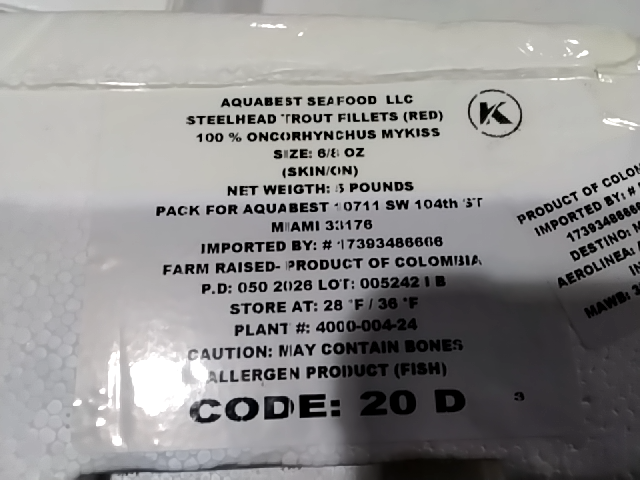 AQUABEST SEAFOOD LLC
STEELHEAD TROUT FILLETS (RED)
100 % ONCORHYNCHUS MYKISS
SIZE: 6/8 OZ
(SKIN/ON)
NET WEIGTH: 5 POUNDS
PACK FOR AQUABEST 10711 SW 104th ST
MIAMI 33176
IMPORTED BY: # 17393486666
FARM RAISED- PRODUCT OF COLOMBIA
P.D: 050 2026 LOT: 0052421 B
STORE AT: 28 °F / 36 °F
PLANT #: 4000-004-24
CAUTION: MAY CONTAIN BONES
ALLERGEN PRODUCT (FISH)
CODE: 20 D
3
K
PRODUCT OF
IMPORTED BY: #
DESTINO:
AEROLINEA:
MAWB: